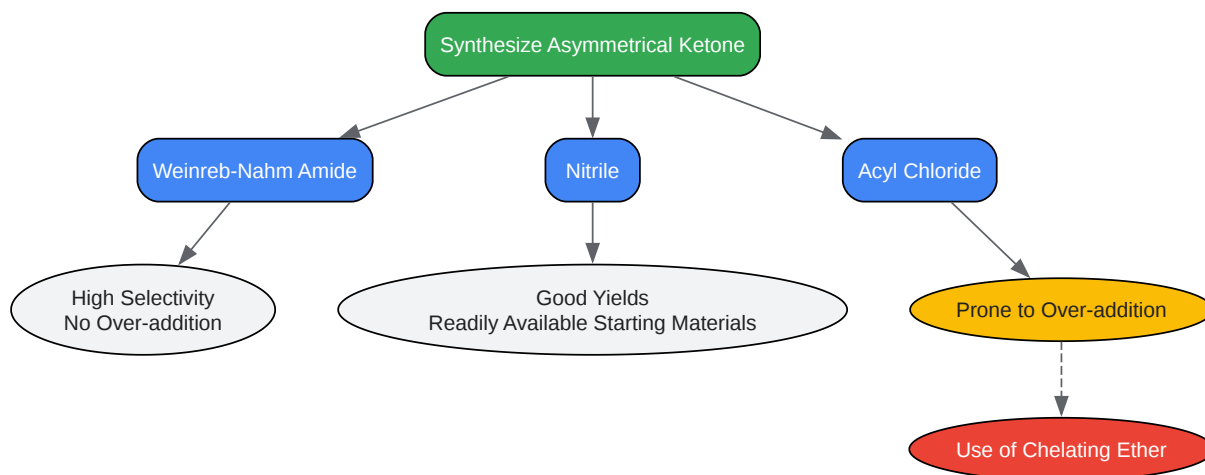 Synthesize Asymmetrical Ketone
Weinreb-Nahm Amide
Nitrile
Acyl Chloride
High Selectivity
No Over-addition
Good Yields
Readily Available Starting Materials
Prone to Over-addition
Use of Chelating Ether